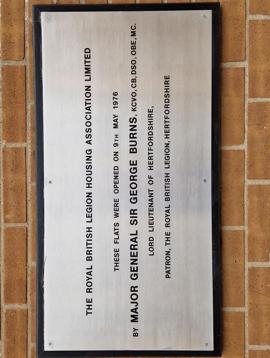 THE ROYAL BRITISH LEGION HOUSING ASSOCIATION LIMITED
THESE FLATS WERE OPENED ON 9TH MAY 1976
BY MAJOR GENERAL SIR GEORGE BURNS, KCVO, CB, DSO, OBE, MC.
LORD LIEUTENANT OF HERTFORDSHIRE,
PATRON, THE ROYAL BRITISH LEGION, HERTFORDSHIRE